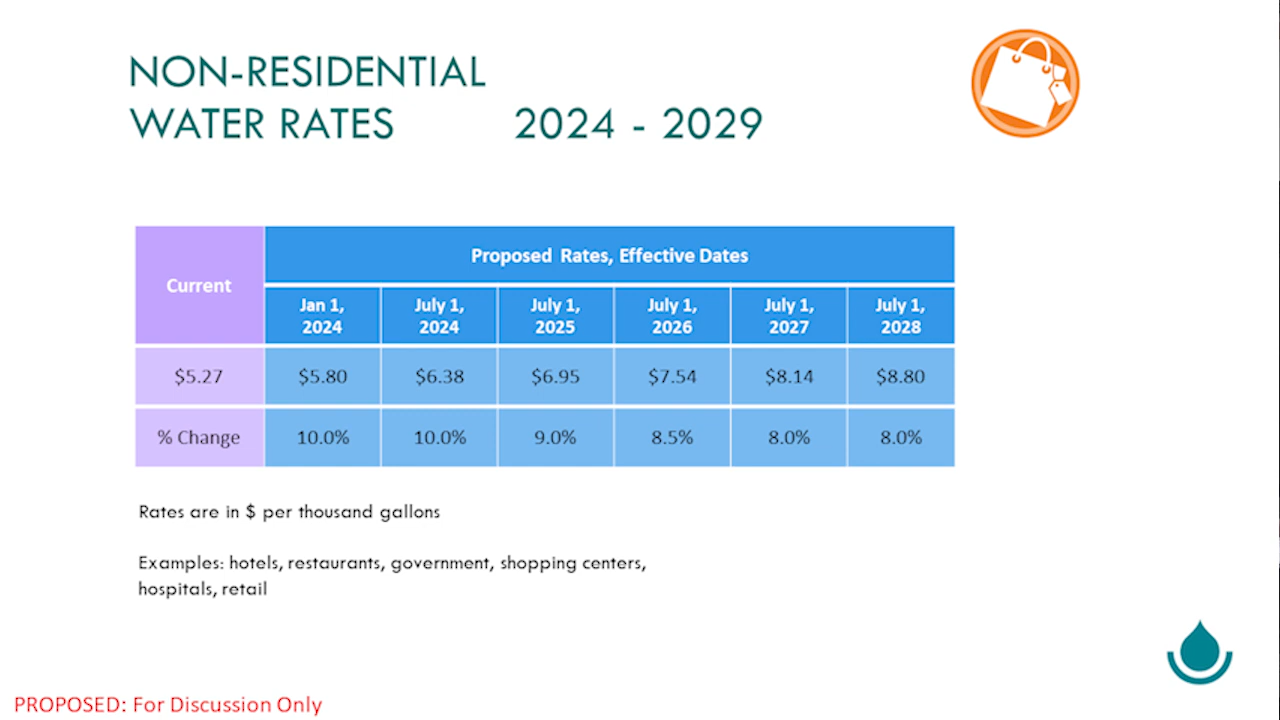 NON-RESIDENTIAL
WATER RATES 2024 - 2029
Current
Proposed Rates, Effective Dates
Jan 1, 2024
July 1, 2024
July 1, 2025
July 1, 2026
July 1, 2027
July 1, 2028
$5.27 $5.80 $6.38 $6.95 $7.54 $8.14 $8.80
% Change 10.0% 10.0% 9.0% 8.5% 8.0% 8.0%
Rates are in $ per thousand gallons
Examples: hotels, restaurants, government, shopping centers,
hospitals, retail
PROPOSED: For Discussion Only